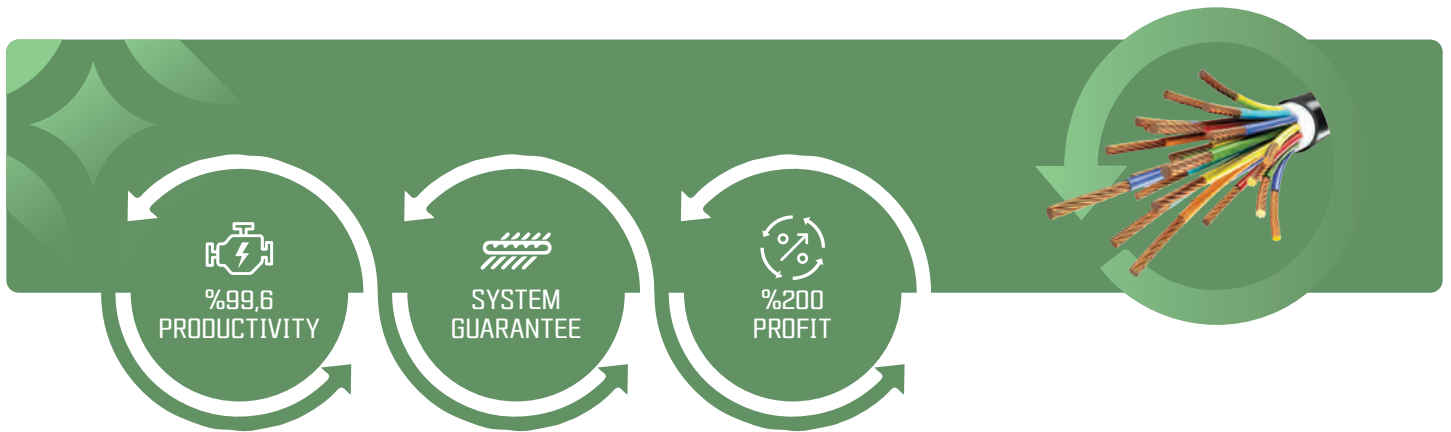 %99,6
PRODUCTIVITY
SYSTEM
GUARANTEE
%200
PROFIT